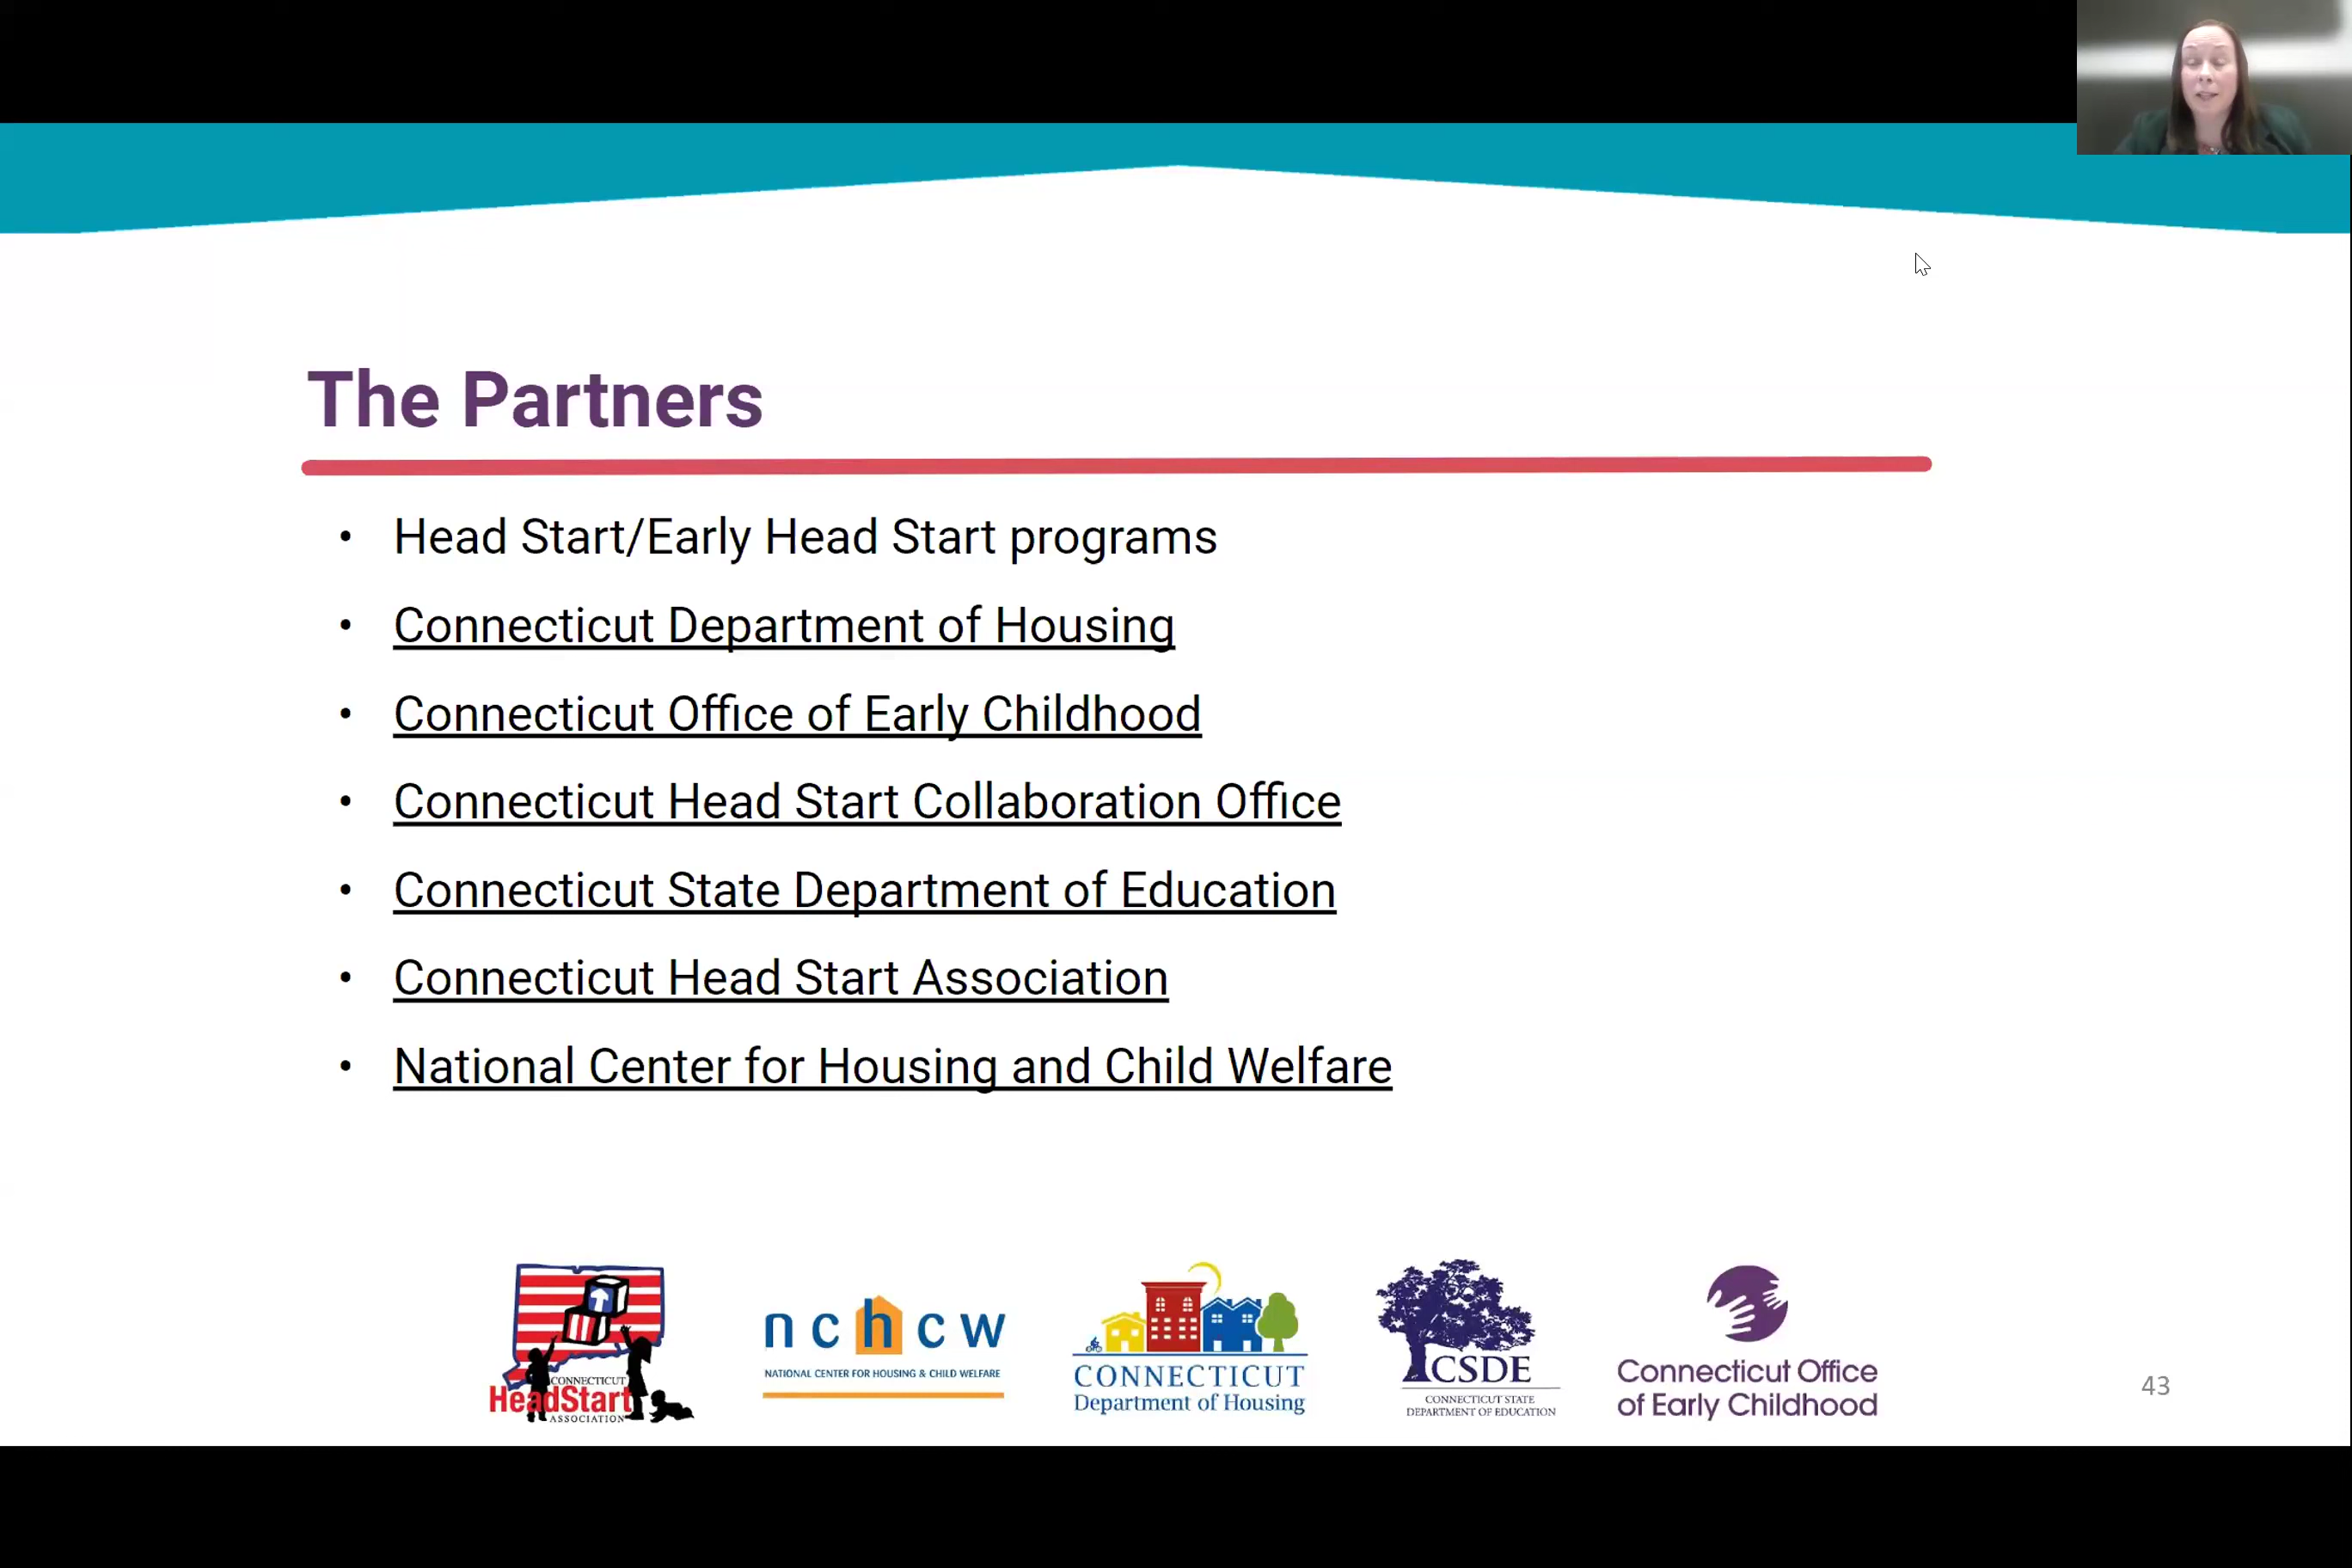 The Partners
• Head Start/Early Head Start programs
• Connecticut Department of Housing
• Connecticut Office of Early Childhood
• Connecticut Head Start Collaboration Office
• Connecticut State Department of Education
• Connecticut Head Start Association
• National Center for Housing and Child Welfare
CONNECTICUT
HeadStart
ASSOCIATION
nchcw
NATIONAL CENTER FOR HOUSING & CHILD WELFARE
CONNECTICUT
Department of Housing
CSDE
CONNECTICUT STATE
DEPARTMENT OF EDUCATION
Connecticut Office
of Early Childhood
43